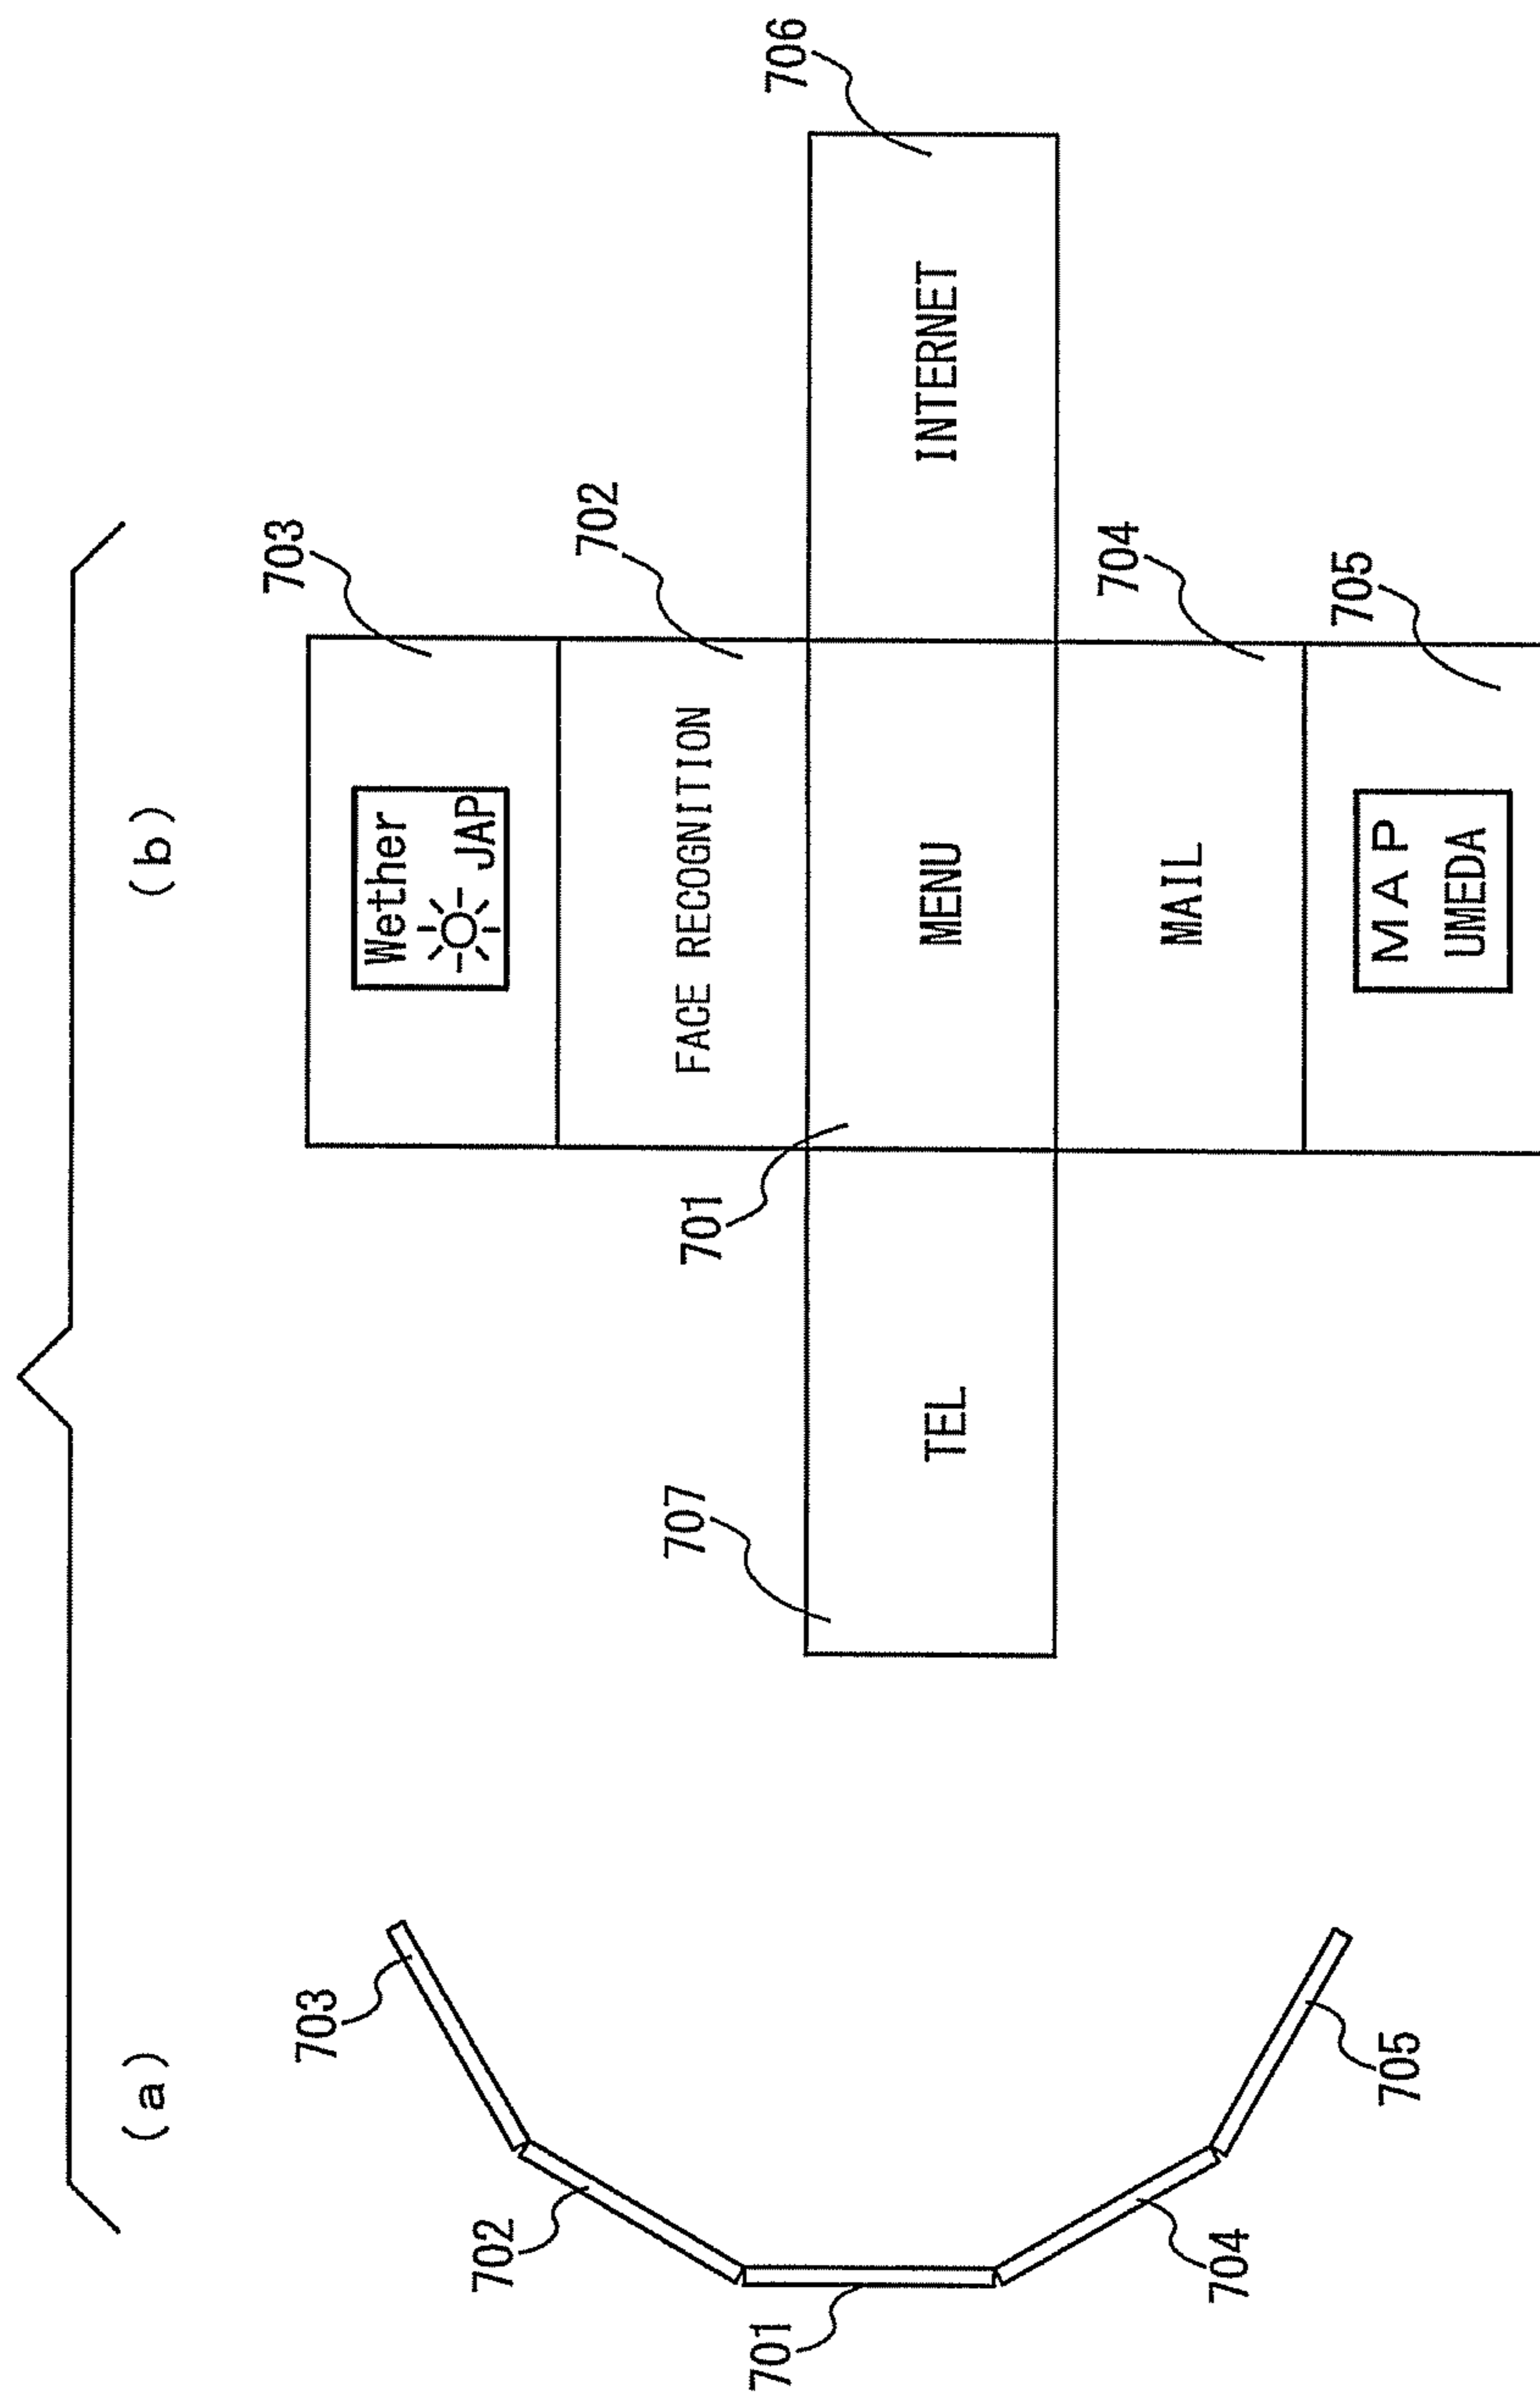 (a)
703
702
701
704
705
(b)
703
Wether
JAP
702
FACE RECOGNITION
707
701
706
TEL
MENU
INTERNET
704
MAIL
705
MAP
UMEDA